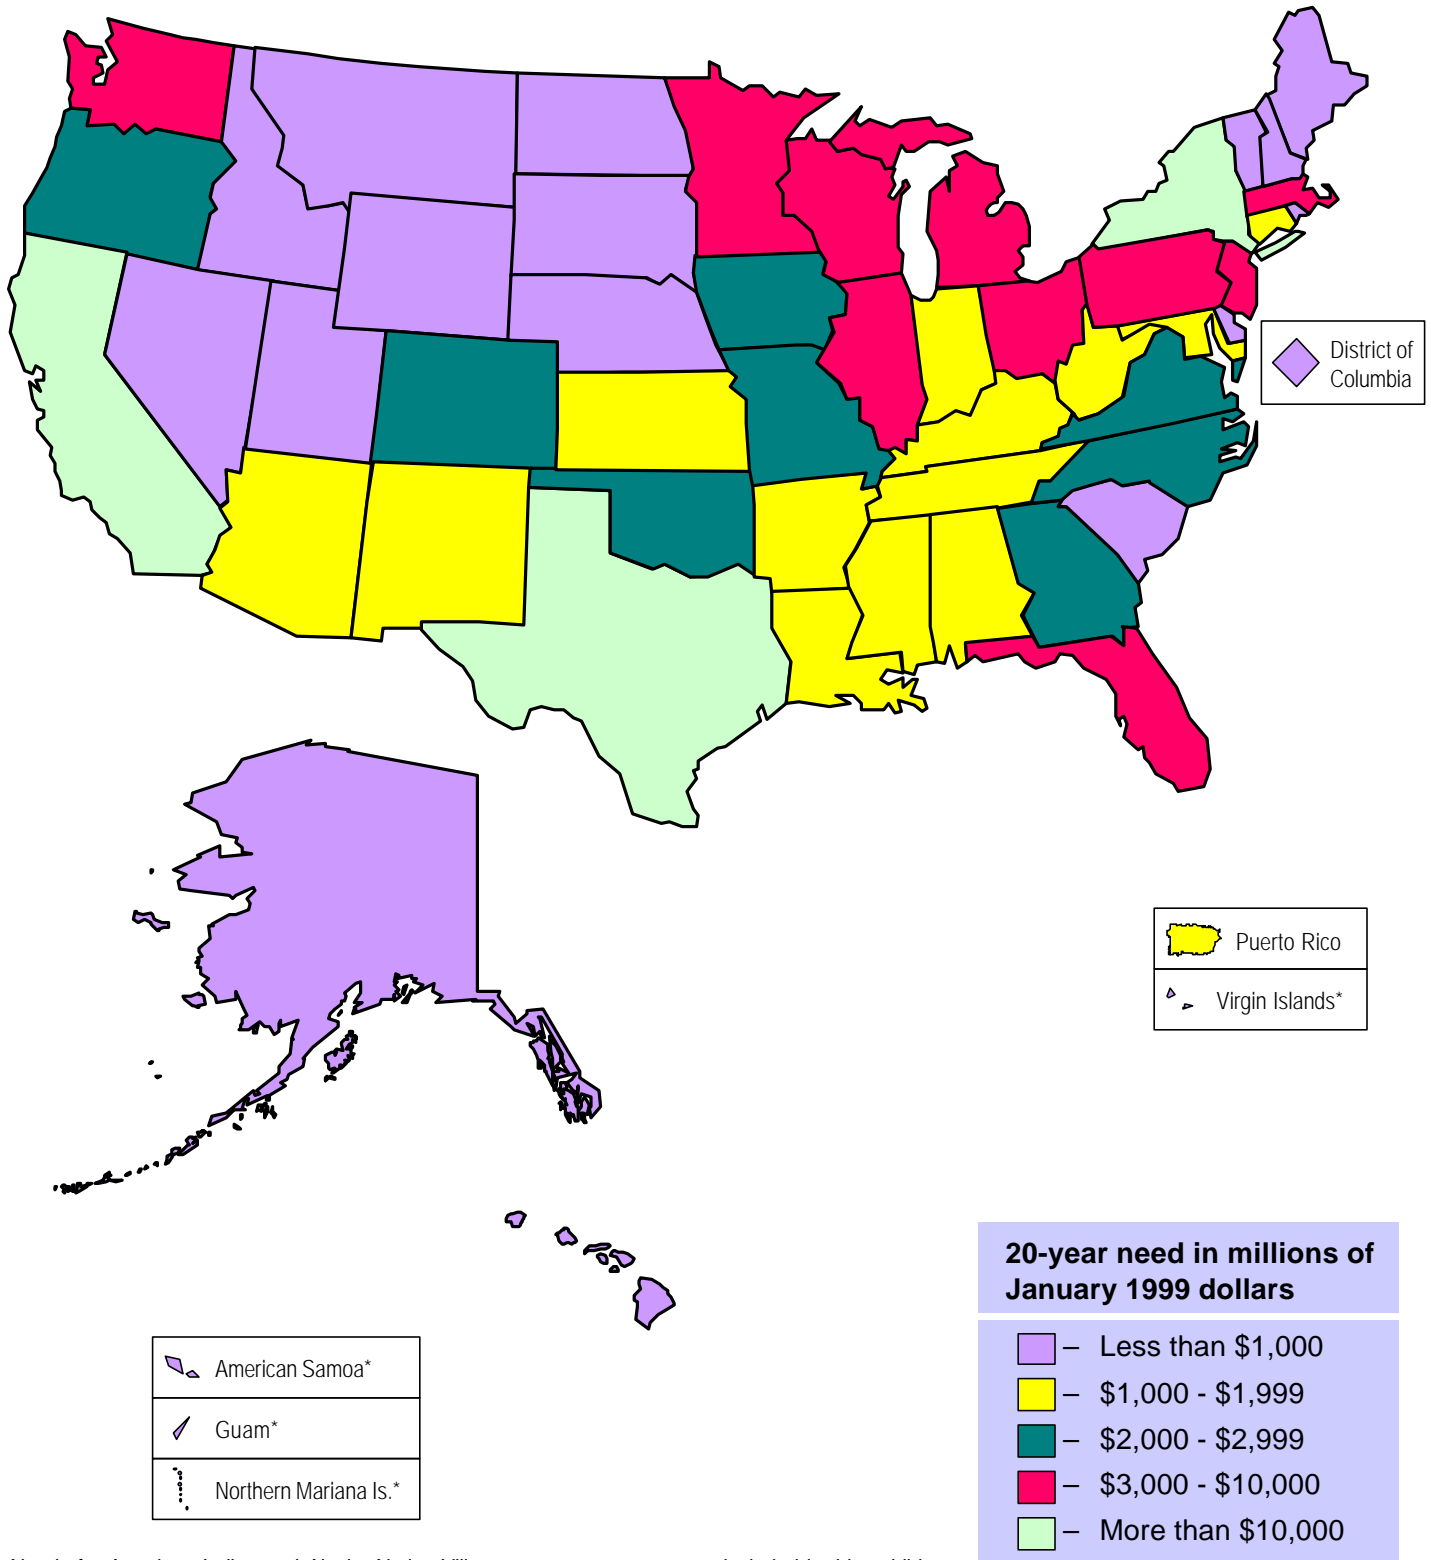 District of
Columbia
Puerto Rico
Virgin Islands*
20-year need in millions of
January 1999 dollars
American Samoa*
Guam*
Northern Mariana Is.*
– Less than $1,000
– $1,000 - $1,999
– $2,000 - $2,999
– $3,000 - $10,000
– More than $10,000